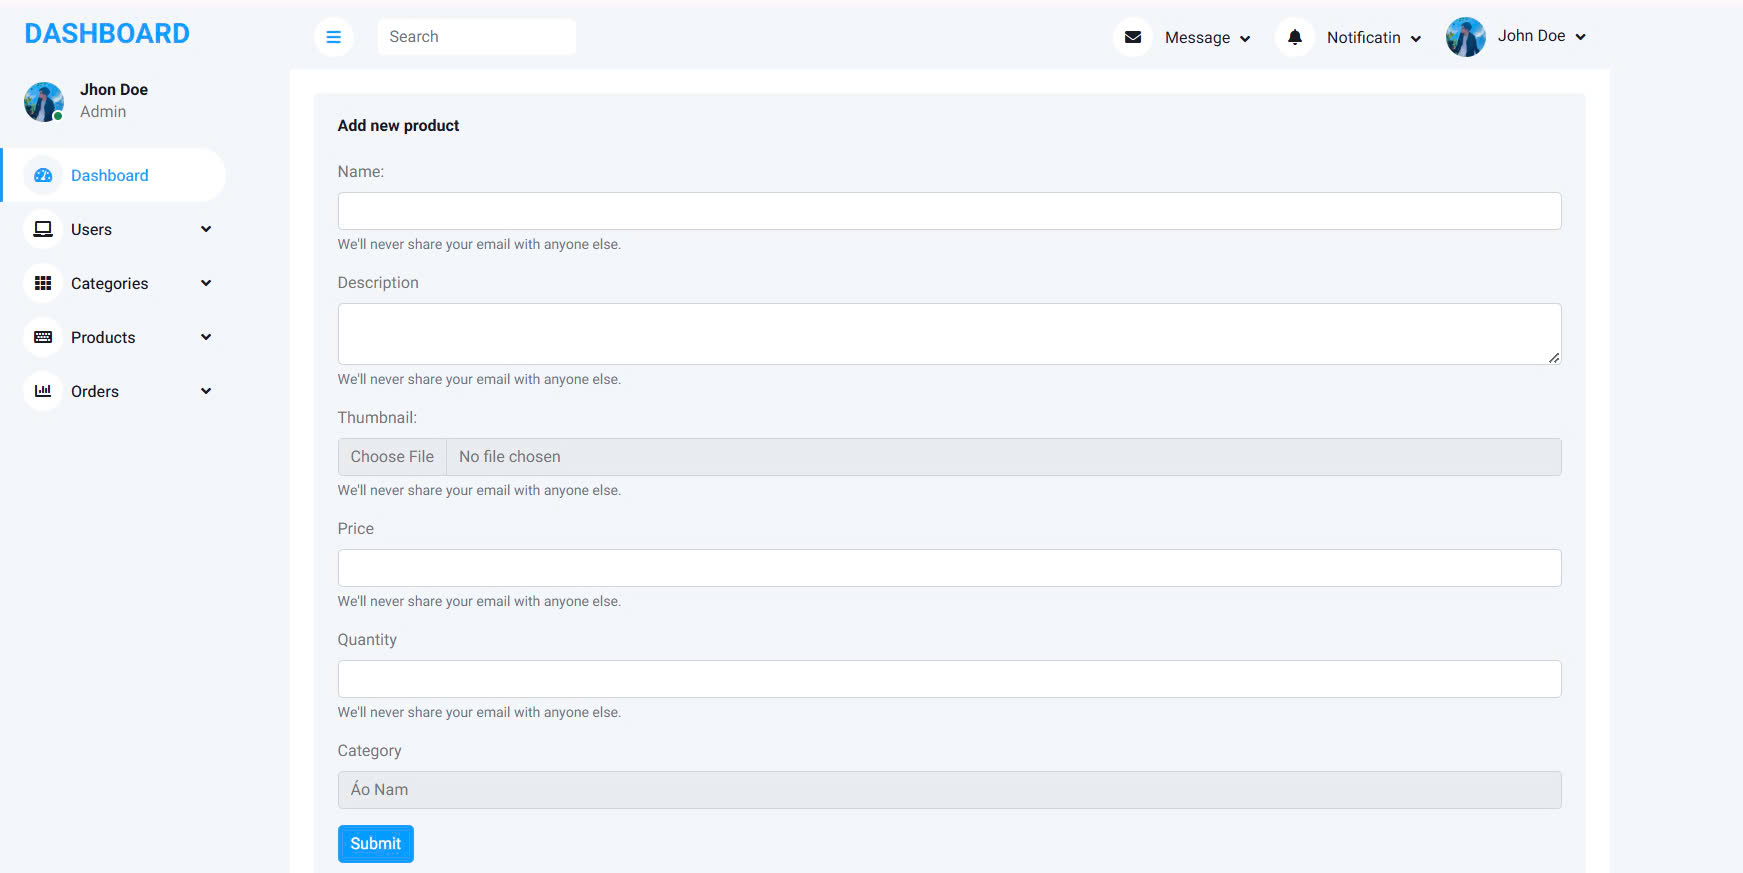 DASHBOARD
Search
Message
Notificatin
John Doe
Jhon Doe
Admin
Dashboard
Users
Categories
Products
Orders
Add new product
Name:
We'll never share your email with anyone else.
Description
We'll never share your email with anyone else.
Thumbnail:
Choose File No file chosen
We'll never share your email with anyone else.
Price
We'll never share your email with anyone else.
Quantity
We'll never share your email with anyone else.
Category
Áo Nam
Submit